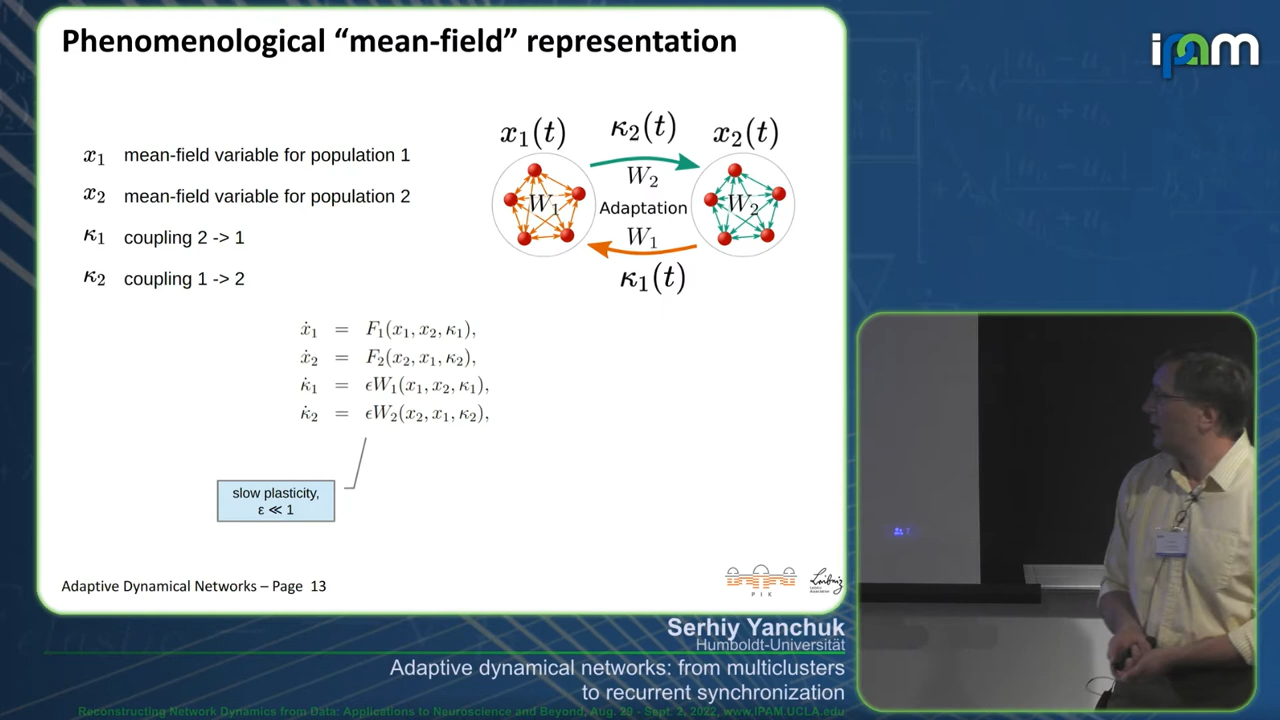 Phenomenological “mean-field” representation
ipam
x₁ mean-field variable for population 1
x₂ mean-field variable for population 2
κ₁ coupling 2 -> 1
κ₂ coupling 1 -> 2
x₁(t) κ₂(t) x₂(t)
W₂
W₁ Adaptation W₂
W₁
κ₁(t)
ẋ₁ = F₁(x₁, x₂, κ₁),
ẋ₂ = F₂(x₂, x₁, κ₂),
κ̇₁ = ϵW₁(x₁, x₂, κ₁),
κ̇₂ = ϵW₂(x₂, x₁, κ₂),
slow plasticity,
ε ≪ 1
Adaptive Dynamical Networks – Page 13
PIK
Leibniz
Association
Serhiy Yanchuk
Humboldt-Universität
Adaptive dynamical networks: from multiclusters
to recurrent synchronization
Reconstructing Network Dynamics from Data: Applications to Neuroscience and Beyond, Aug. 29 - Sept. 2, 2022, www.IPAM.UCLA.edu